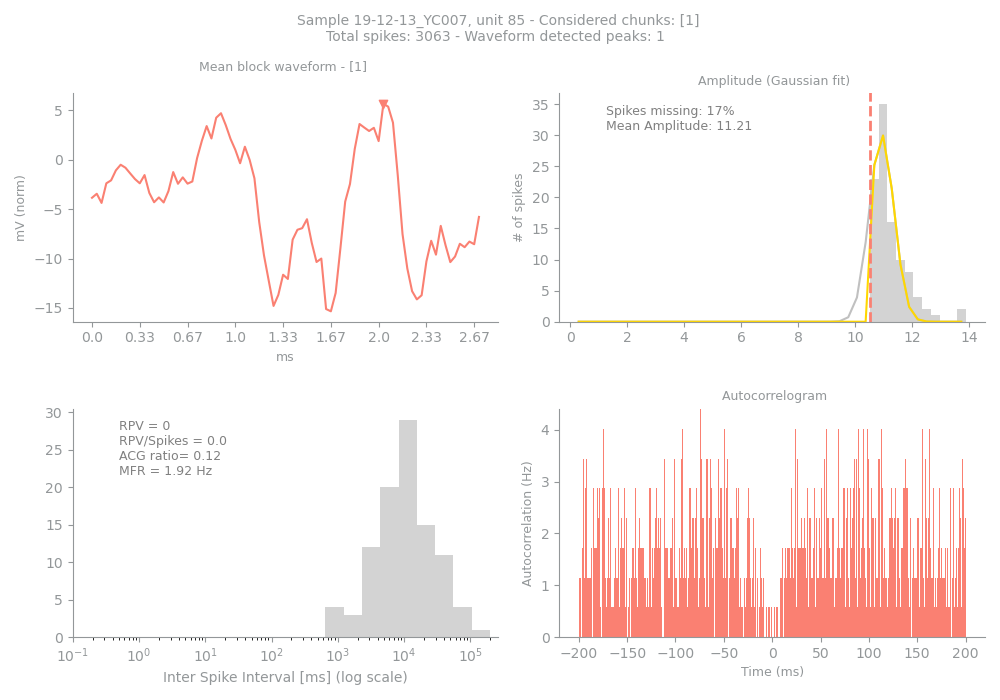 Sample 19-12-13_YC007, unit 85 - Considered chunks: [1]
Total spikes: 3063 - Waveform detected peaks: 1
Mean block waveform - [1]
mV (norm)
5
0
−5
−10
−15
0.0 0.33 0.67 1.0 1.33 1.67 2.0 2.33 2.67
ms
Amplitude (Gaussian fit)
Spikes missing: 17%
Mean Amplitude: 11.21
# of spikes
35
30
25
20
15
10
5
0
0 2 4 6 8 10 12 14
RPV = 0
RPV/Spikes = 0.0
ACG ratio= 0.12
MFR = 1.92 Hz
30
25
20
15
10
5
0
10⁻¹ 10⁰ 10¹ 10² 10³ 10⁴ 10⁵
Inter Spike Interval [ms] (log scale)
Autocorrelogram
Autocorrelation (Hz)
4
3
2
1
0
−200 −150 −100 −50 0 50 100 150 200
Time (ms)